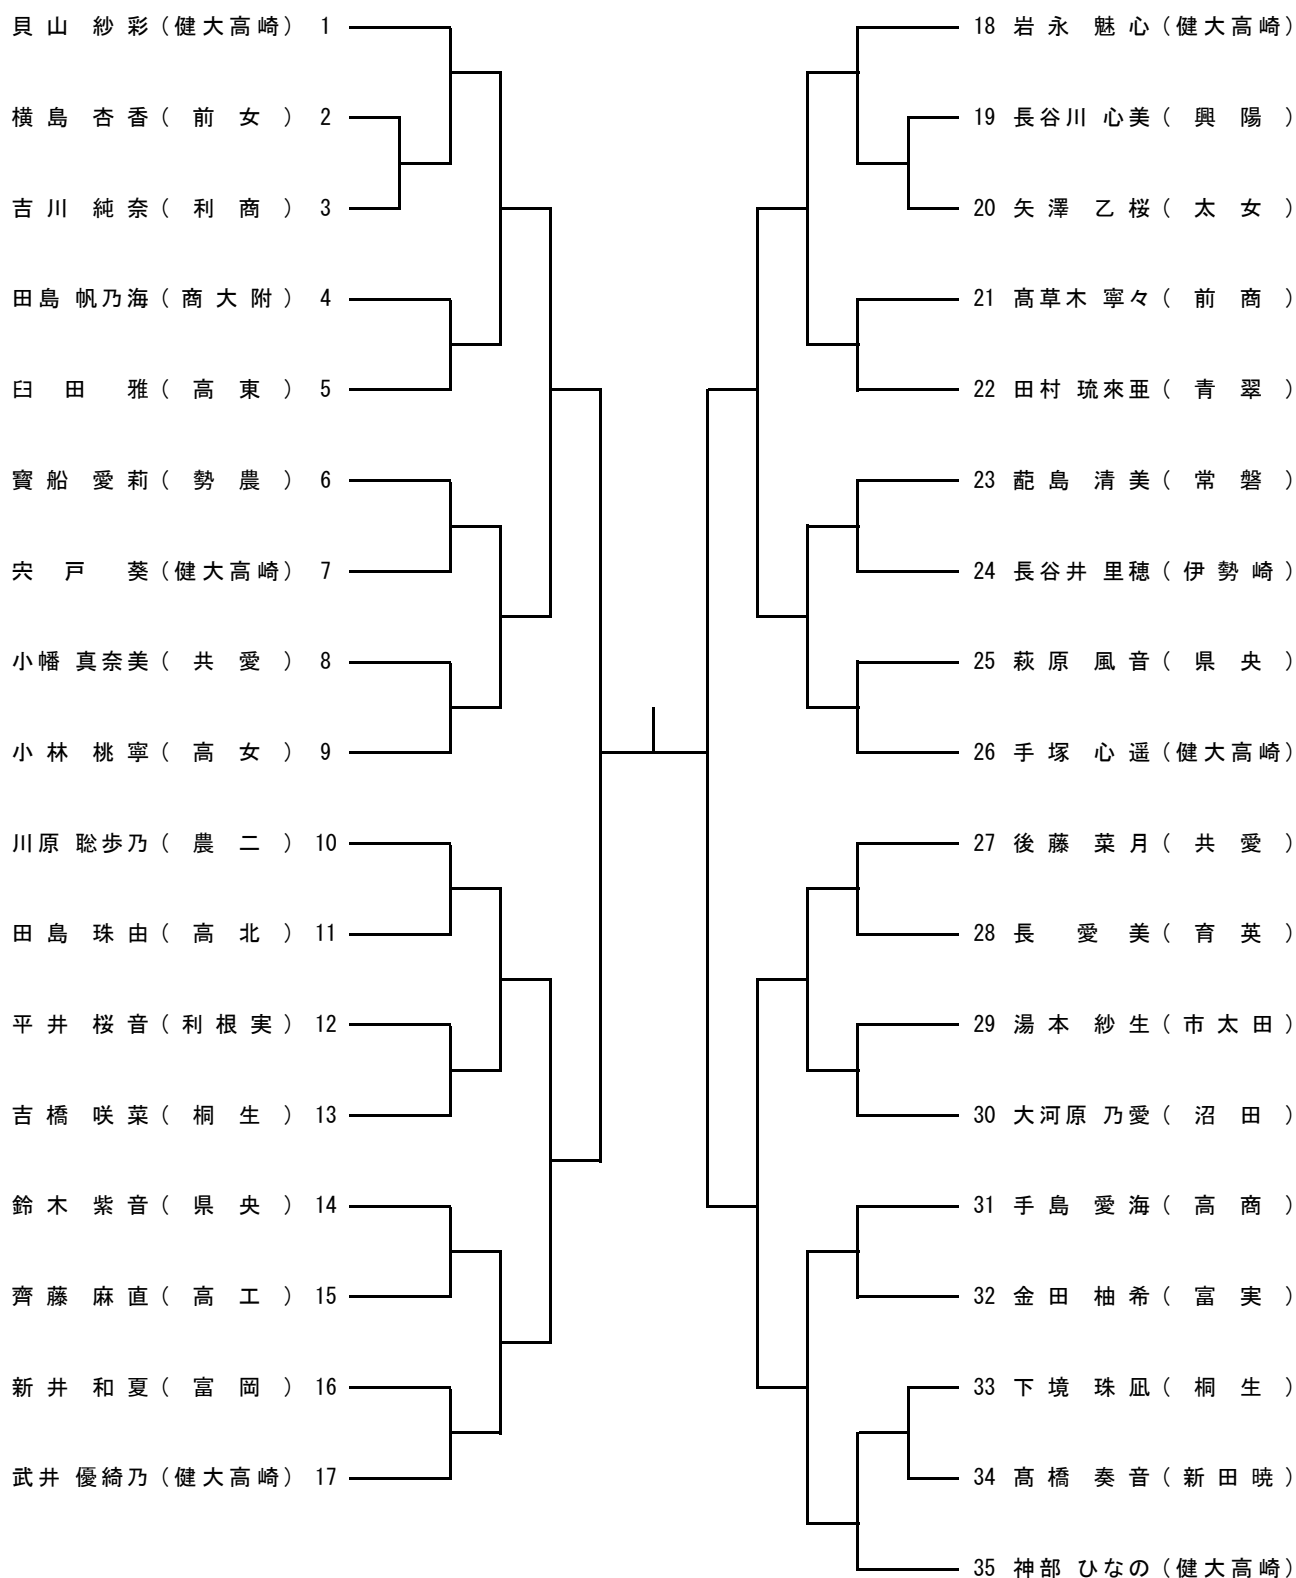 貝山 紗彩（健大高崎） 1
横島 杏香（前女） 2
吉川 純奈（利商） 3
田島 帆乃海（商大附） 4
臼田 雅（高東） 5
寳船 愛莉（勢農） 6
宍戸 葵（健大高崎） 7
小幡 真奈美（共愛） 8
小林 桃寧（高女） 9
川原 聡歩乃（農二） 10
田島 珠由（高北） 11
平井 桜音（利根実） 12
吉橋 咲菜（桐生） 13
鈴木 紫音（県央） 14
齊藤 麻直（高工） 15
新井 和夏（富岡） 16
武井 優綺乃（健大高崎） 17
18 岩永 魅心（健大高崎）
19 長谷川 心美（興陽）
20 矢澤 乙桜（太女）
21 髙草木 寧々（前商）
22 田村 琉來亜（青翠）
23 蓜島 清美（常磐）
24 長谷井 里穂（伊勢崎）
25 萩原 風音（県央）
26 手塚 心遥（健大高崎）
27 後藤 菜月（共愛）
28 長 愛美（育英）
29 湯本 紗生（市太田）
30 大河原 乃愛（沼田）
31 手島 愛海（高商）
32 金田 柚希（富実）
33 下境 珠凪（桐生）
34 髙橋 奏音（新田暁）
35 神部 ひなの（健大高崎）